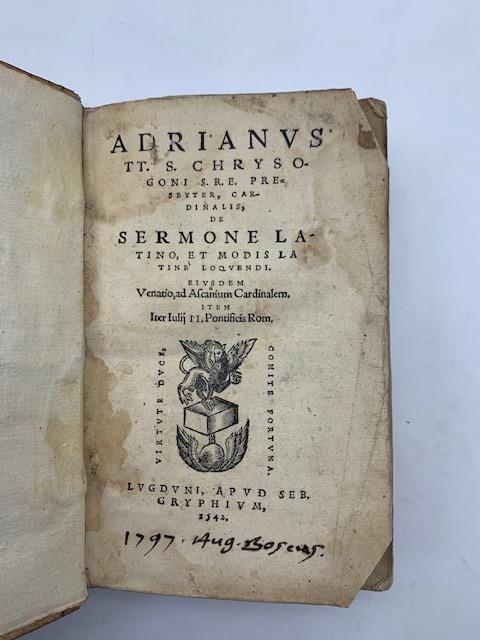 ADRIANVS
TT. S. CHRYSO-
GONI S.R.E. PRE-
SBYTER, CAR-
DINALIS,
DE
SERMONE LA-
TINO, ET MODIS LA
TINE LOQVENDI.
EIVSDEM
Venatio, ad Ascanium Cardinalem.
ITEM
Iter Iulij II. Pontificis Rom.
VIRTVTE DVCE,
COMITE FORTVNA.
LVGDVNI, APVD SEB.
GRYPHIVM,
1542.
1797. Aug.